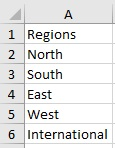 A
1 Regions
2 North
3 South
4 East
5 West
6 International